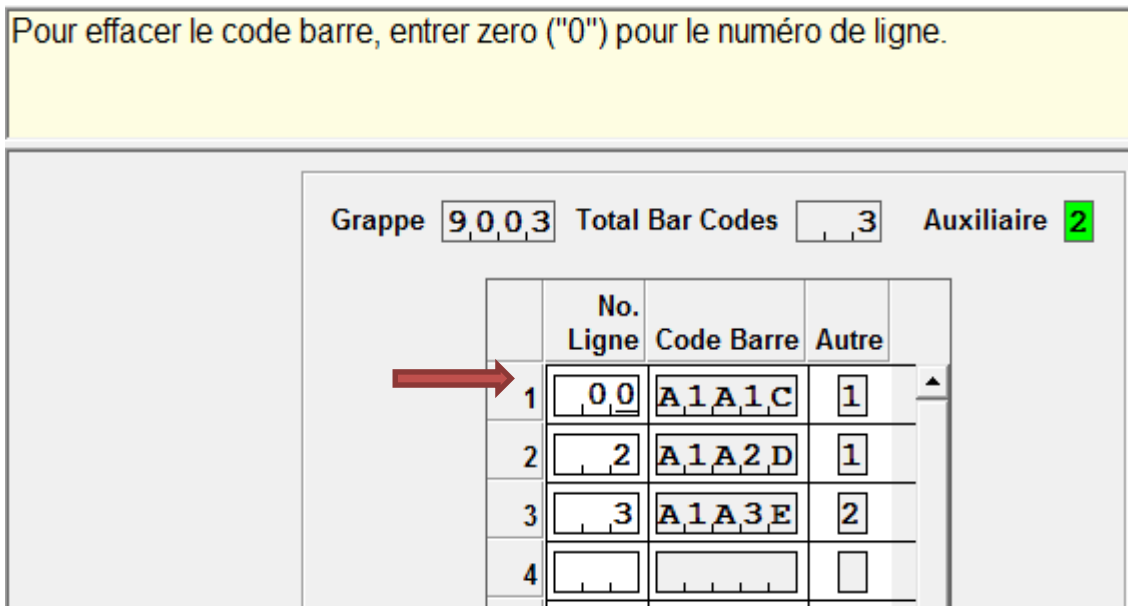 Pour effacer le code barre, entrer zero ("0") pour le numéro de ligne.
Grappe 9003 Total Bar Codes 3 Auxiliaire 2
No.
Ligne Code Barre Autre
1 00 A1A1C 1
2 2 A1A2D 1
3 3 A1A3E 2
4